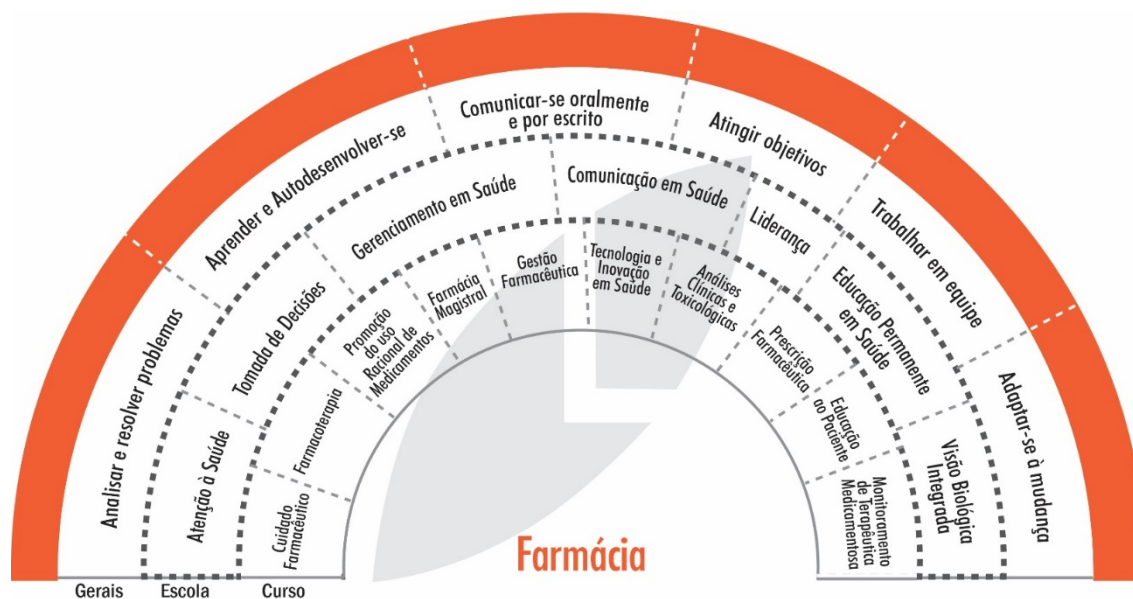 Analisar e resolver problemas
Aprender e Autodesenvolver-se
Comunicar-se oralmente
e por escrito
Atingir objetivos
Trabalhar em equipe
Adaptar-se à mudança
Atenção à Saúde
Tomada de Decisões
Gerenciamento em Saúde
Comunicação em Saúde
Liderança
Educação Permanente
em Saúde
Visão Biológica
Integrada
Cuidado
Farmacêutico
Farmacoterapia
Promoção
do uso
Racional de
Medicamentos
Farmácia
Magistral
Gestão
Farmacêutica
Tecnologia e
Inovação
em Saúde
Análises
Clínicas e
Toxicológicas
Prescrição
Farmacêutica
Educação
ao Paciente
Monitoramento
de Terapêutica
Medicamentosa
Farmácia
Gerais
Escola
Curso